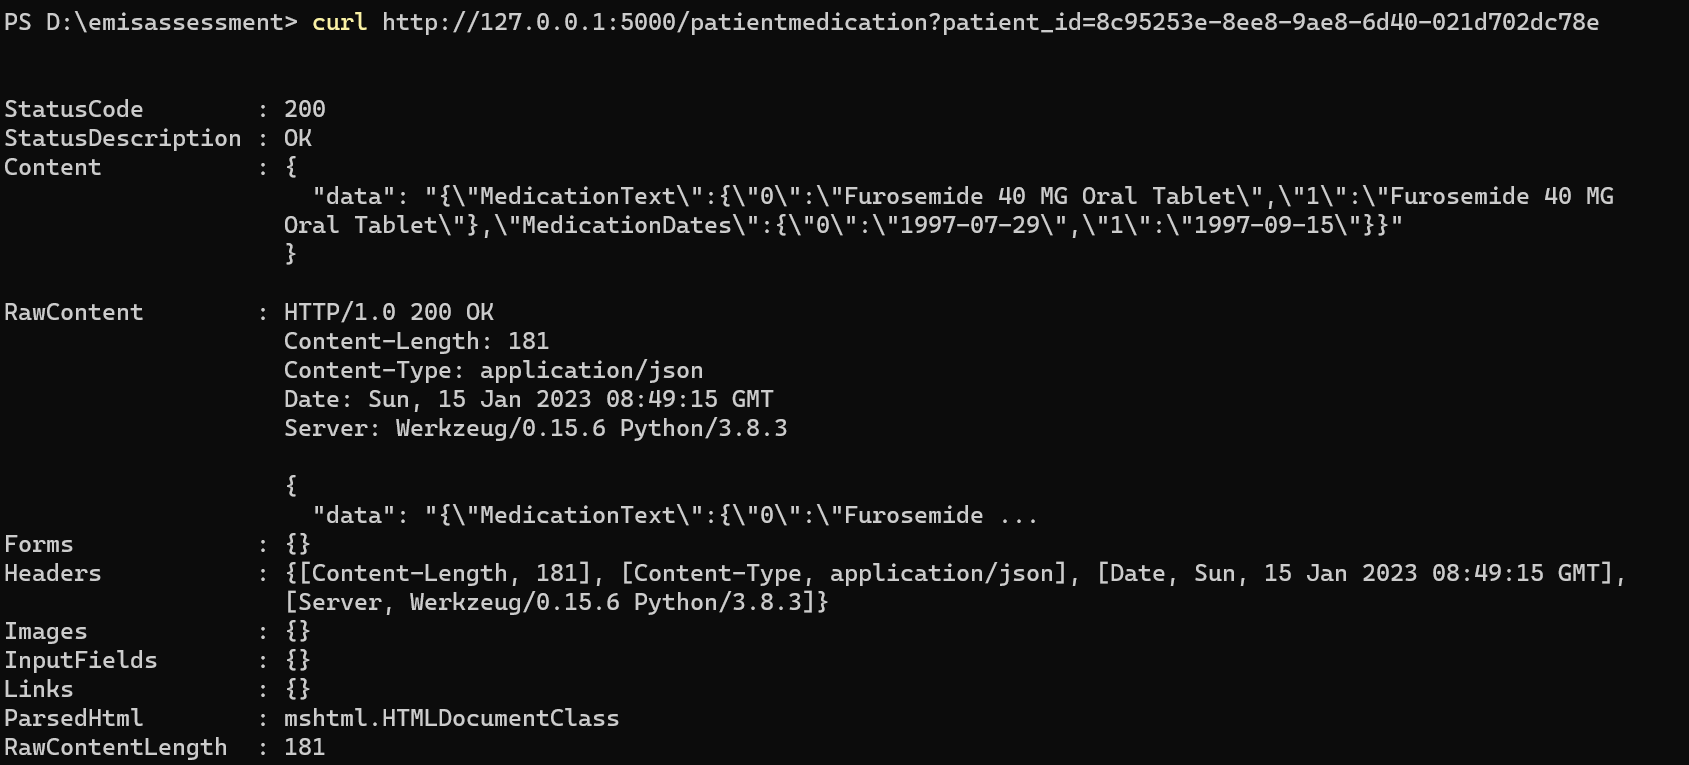 PS D:\emisassessment> curl http://127.0.0.1:5000/patientmedication?patient_id=8c95253e-8ee8-9ae8-6d40-021d702dc78e
StatusCode        : 200
StatusDescription : OK
Content           : {
                      "data": "{\"MedicationText\":{\"0\":\"Furosemide 40 MG Oral Tablet\",\"1\":\"Furosemide 40 MG
                    Oral Tablet\"},\"MedicationDates\":{\"0\":\"1997-07-29\",\"1\":\"1997-09-15\"}}"
                    }
RawContent        : HTTP/1.0 200 OK
                    Content-Length: 181
                    Content-Type: application/json
                    Date: Sun, 15 Jan 2023 08:49:15 GMT
                    Server: Werkzeug/0.15.6 Python/3.8.3
                    {
                      "data": "{\"MedicationText\":{\"0\":\"Furosemide ...
Forms             : {}
Headers           : {[Content-Length, 181], [Content-Type, application/json], [Date, Sun, 15 Jan 2023 08:49:15 GMT],
                    [Server, Werkzeug/0.15.6 Python/3.8.3]}
Images            : {}
InputFields       : {}
Links             : {}
ParsedHtml        : mshtml.HTMLDocumentClass
RawContentLength  : 181